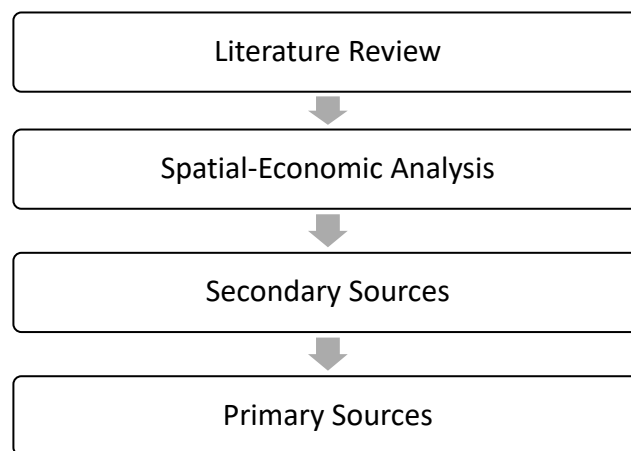 Literature Review
Spatial-Economic Analysis
Secondary Sources
Primary Sources